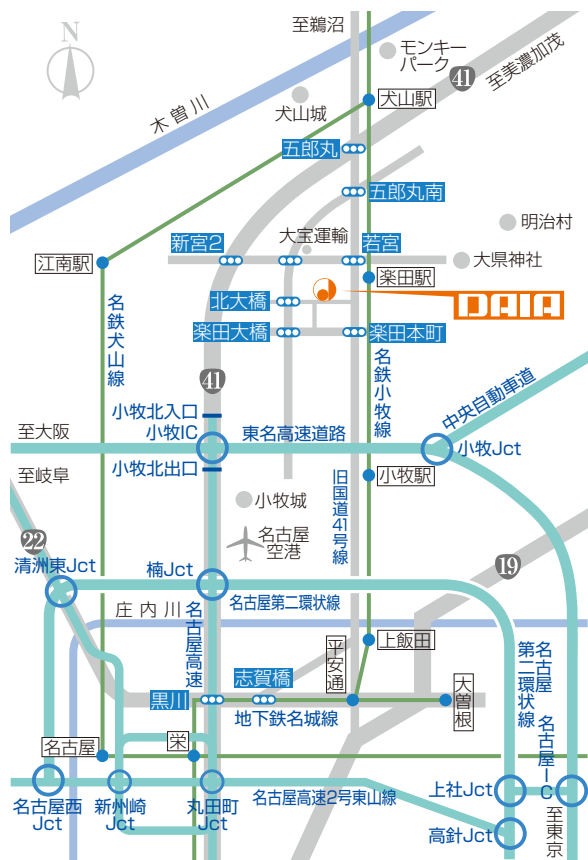 至鵜沼
N
モンキー
パーク
41
至美濃加茂
犬山駅
犬山城
木曽川
五郎丸
五郎丸南
明治村
大宝運輸
新宮2
若宮
大県神社
江南駅
楽田駅
北大橋
DAIA
楽田大橋
楽田本町
名鉄犬山線
名鉄小牧線
41
中央自動車道
小牧北入口
至大阪
小牧IC
東名高速道路
小牧Jct
小牧北出口
至岐阜
小牧駅
旧国道41号線
小牧城
名古屋
空港
22
19
清洲東Jct
楠Jct
名古屋第二環状線
庄内川
名古屋高速
上飯田
平安通
名古屋
第二環状線
志賀橋
黒川
大曽根
地下鉄名城線
名古屋IC
栄
名古屋
名古屋西
Jct
新州崎
Jct
丸田町
Jct
名古屋高速2号東山線
上社Jct
高針Jct
至東京